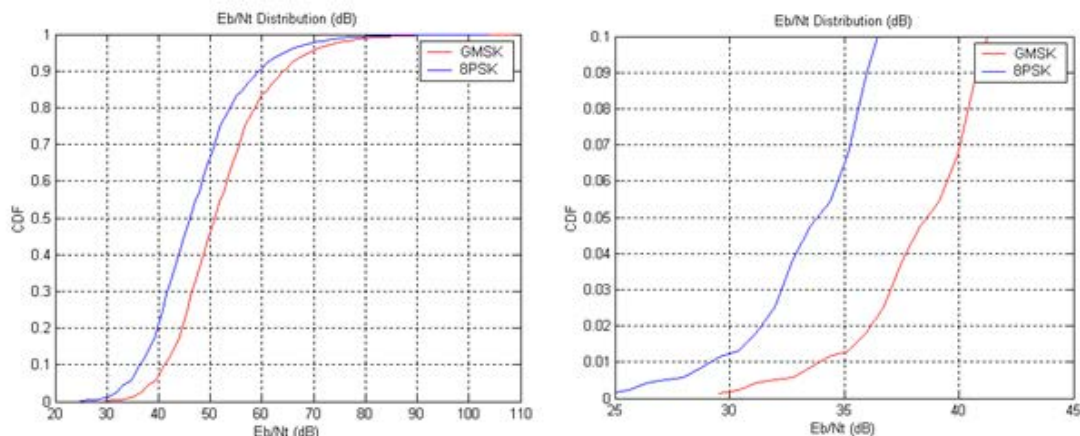 Eb/Nt Distribution (dB)
GMSK
8PSK
CDF
1
0.9
0.8
0.7
0.6
0.5
0.4
0.3
0.2
0.1
0
20 30 40 50 60 70 80 90 100 110
Eb/Nt (dB)
Eb/Nt Distribution (dB)
GMSK
8PSK
CDF
0.1
0.09
0.08
0.07
0.06
0.05
0.04
0.03
0.02
0.01
0
25 30 35 40 45
Eb/Nt (dB)